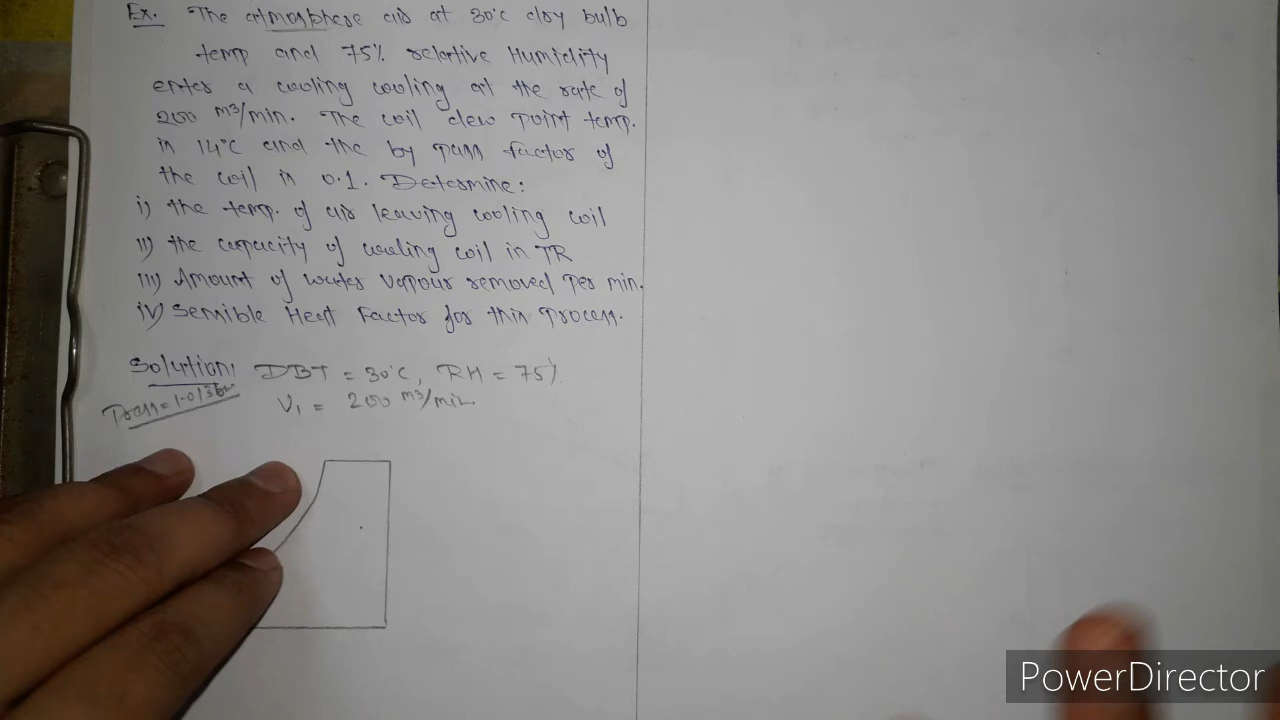 Ex. The atmosphere air at 30°C dry bulb
temp and 75% relative Humidity
enter a cooling cooling at the rate of
200 m³/min. The coil dew point temp.
is 14°C and the by pass factor of
the coil is 0.1. Determine:
i) the temp. of air leaving cooling coil
ii) the capacity of cooling coil in TR
iii) Amount of water vapour removed per min.
iv) Sensible Heat Factor for this process.
Solution: DBT = 30°C, RH = 75%.
Press = 1.013 bar
V₁ = 200 m³/min
PowerDirector